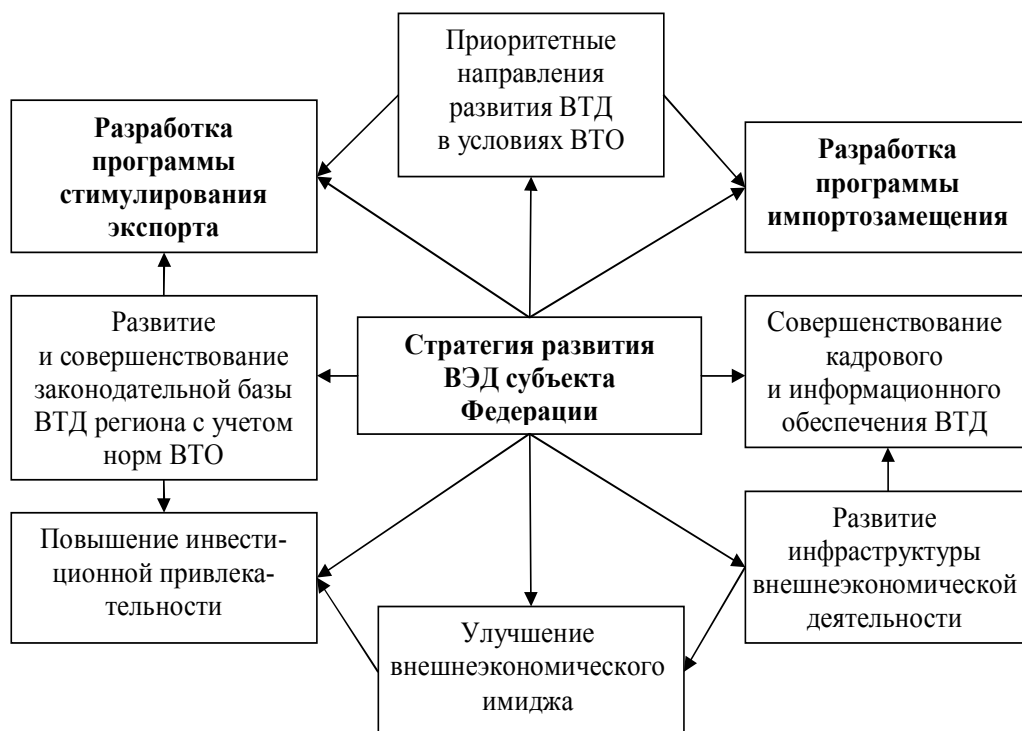 Приоритетные
направления
развития ВТД
в условиях ВТО
Разработка
программы
стимулирования
экспорта
Разработка
программы
импортозамещения
Развитие
и совершенствование
законодательной базы
ВТД региона с учетом
норм ВТО
Стратегия развития
ВЭД субъекта
Федерации
Совершенствование
кадрового
и информационного
обеспечения ВТД
Повышение инвести-
ционной привлека-
тельности
Улучшение
внешнеэкономического
имиджа
Развитие
инфраструктуры
внешнеэкономической
деятельности